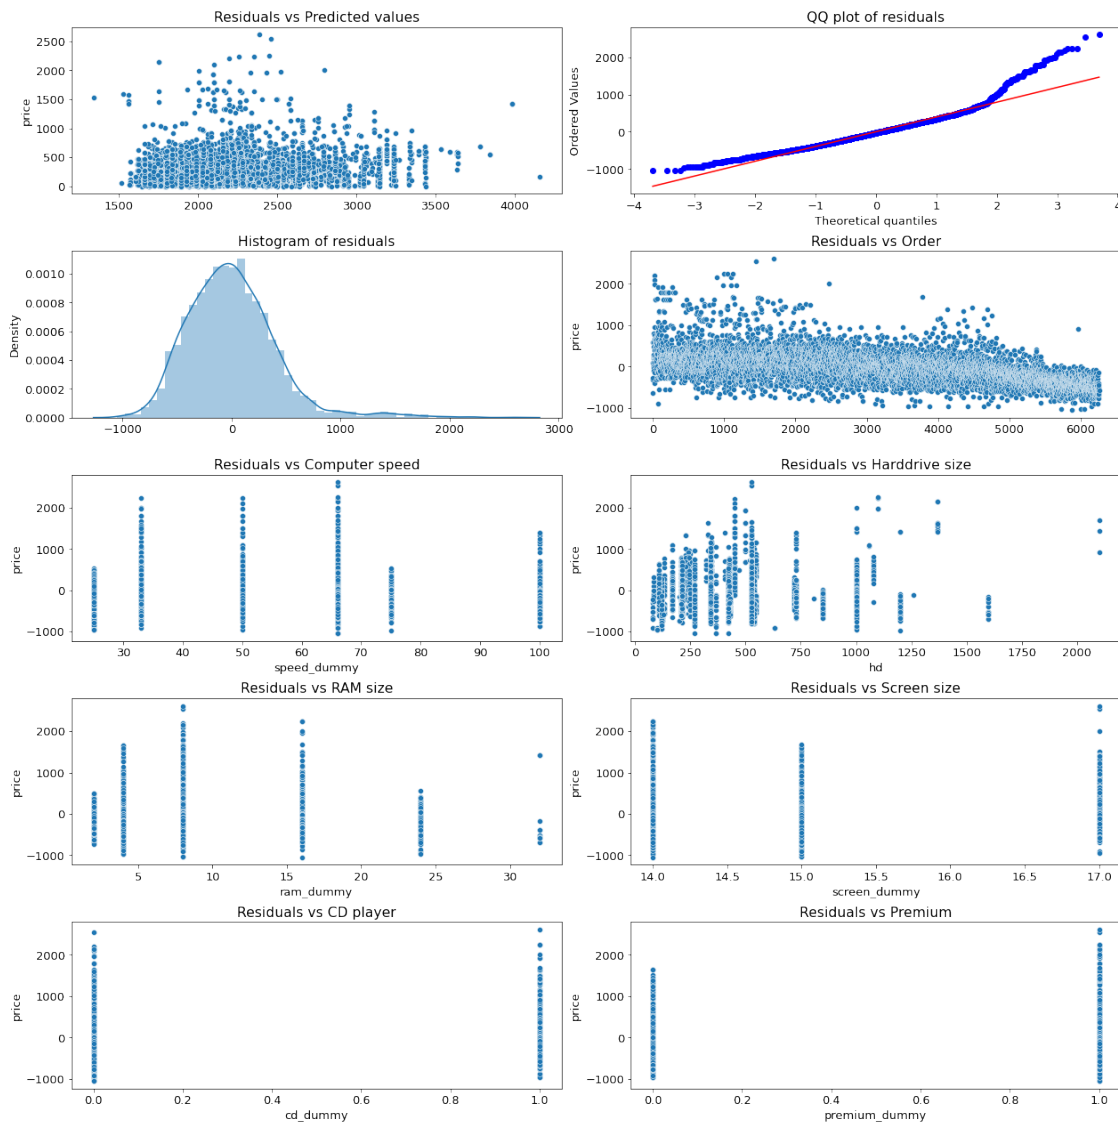 Residuals vs Predicted values
price
2500
2000
1500
1000
500
0
1500 2000 2500 3000 3500 4000
QQ plot of residuals
Ordered Values
2000
1000
0
−1000
−4 −3 −2 −1 0 1 2 3 4
Theoretical quantiles
Histogram of residuals
Density
0.0010
0.0008
0.0006
0.0004
0.0002
0.0000
−1000 0 1000 2000 3000
Residuals vs Order
price
2000
1000
0
−1000
0 1000 2000 3000 4000 5000 6000
Residuals vs Computer speed
price
2000
1000
0
−1000
30 40 50 60 70 80 90 100
speed_dummy
Residuals vs Harddrive size
price
2000
1000
0
−1000
0 250 500 750 1000 1250 1500 1750 2000
hd
Residuals vs RAM size
price
2000
1000
0
−1000
5 10 15 20 25 30
ram_dummy
Residuals vs Screen size
price
2000
1000
0
−1000
14.0 14.5 15.0 15.5 16.0 16.5 17.0
screen_dummy
Residuals vs CD player
price
2000
1000
0
−1000
0.0 0.2 0.4 0.6 0.8 1.0
cd_dummy
Residuals vs Premium
price
2000
1000
0
−1000
0.0 0.2 0.4 0.6 0.8 1.0
premium_dummy